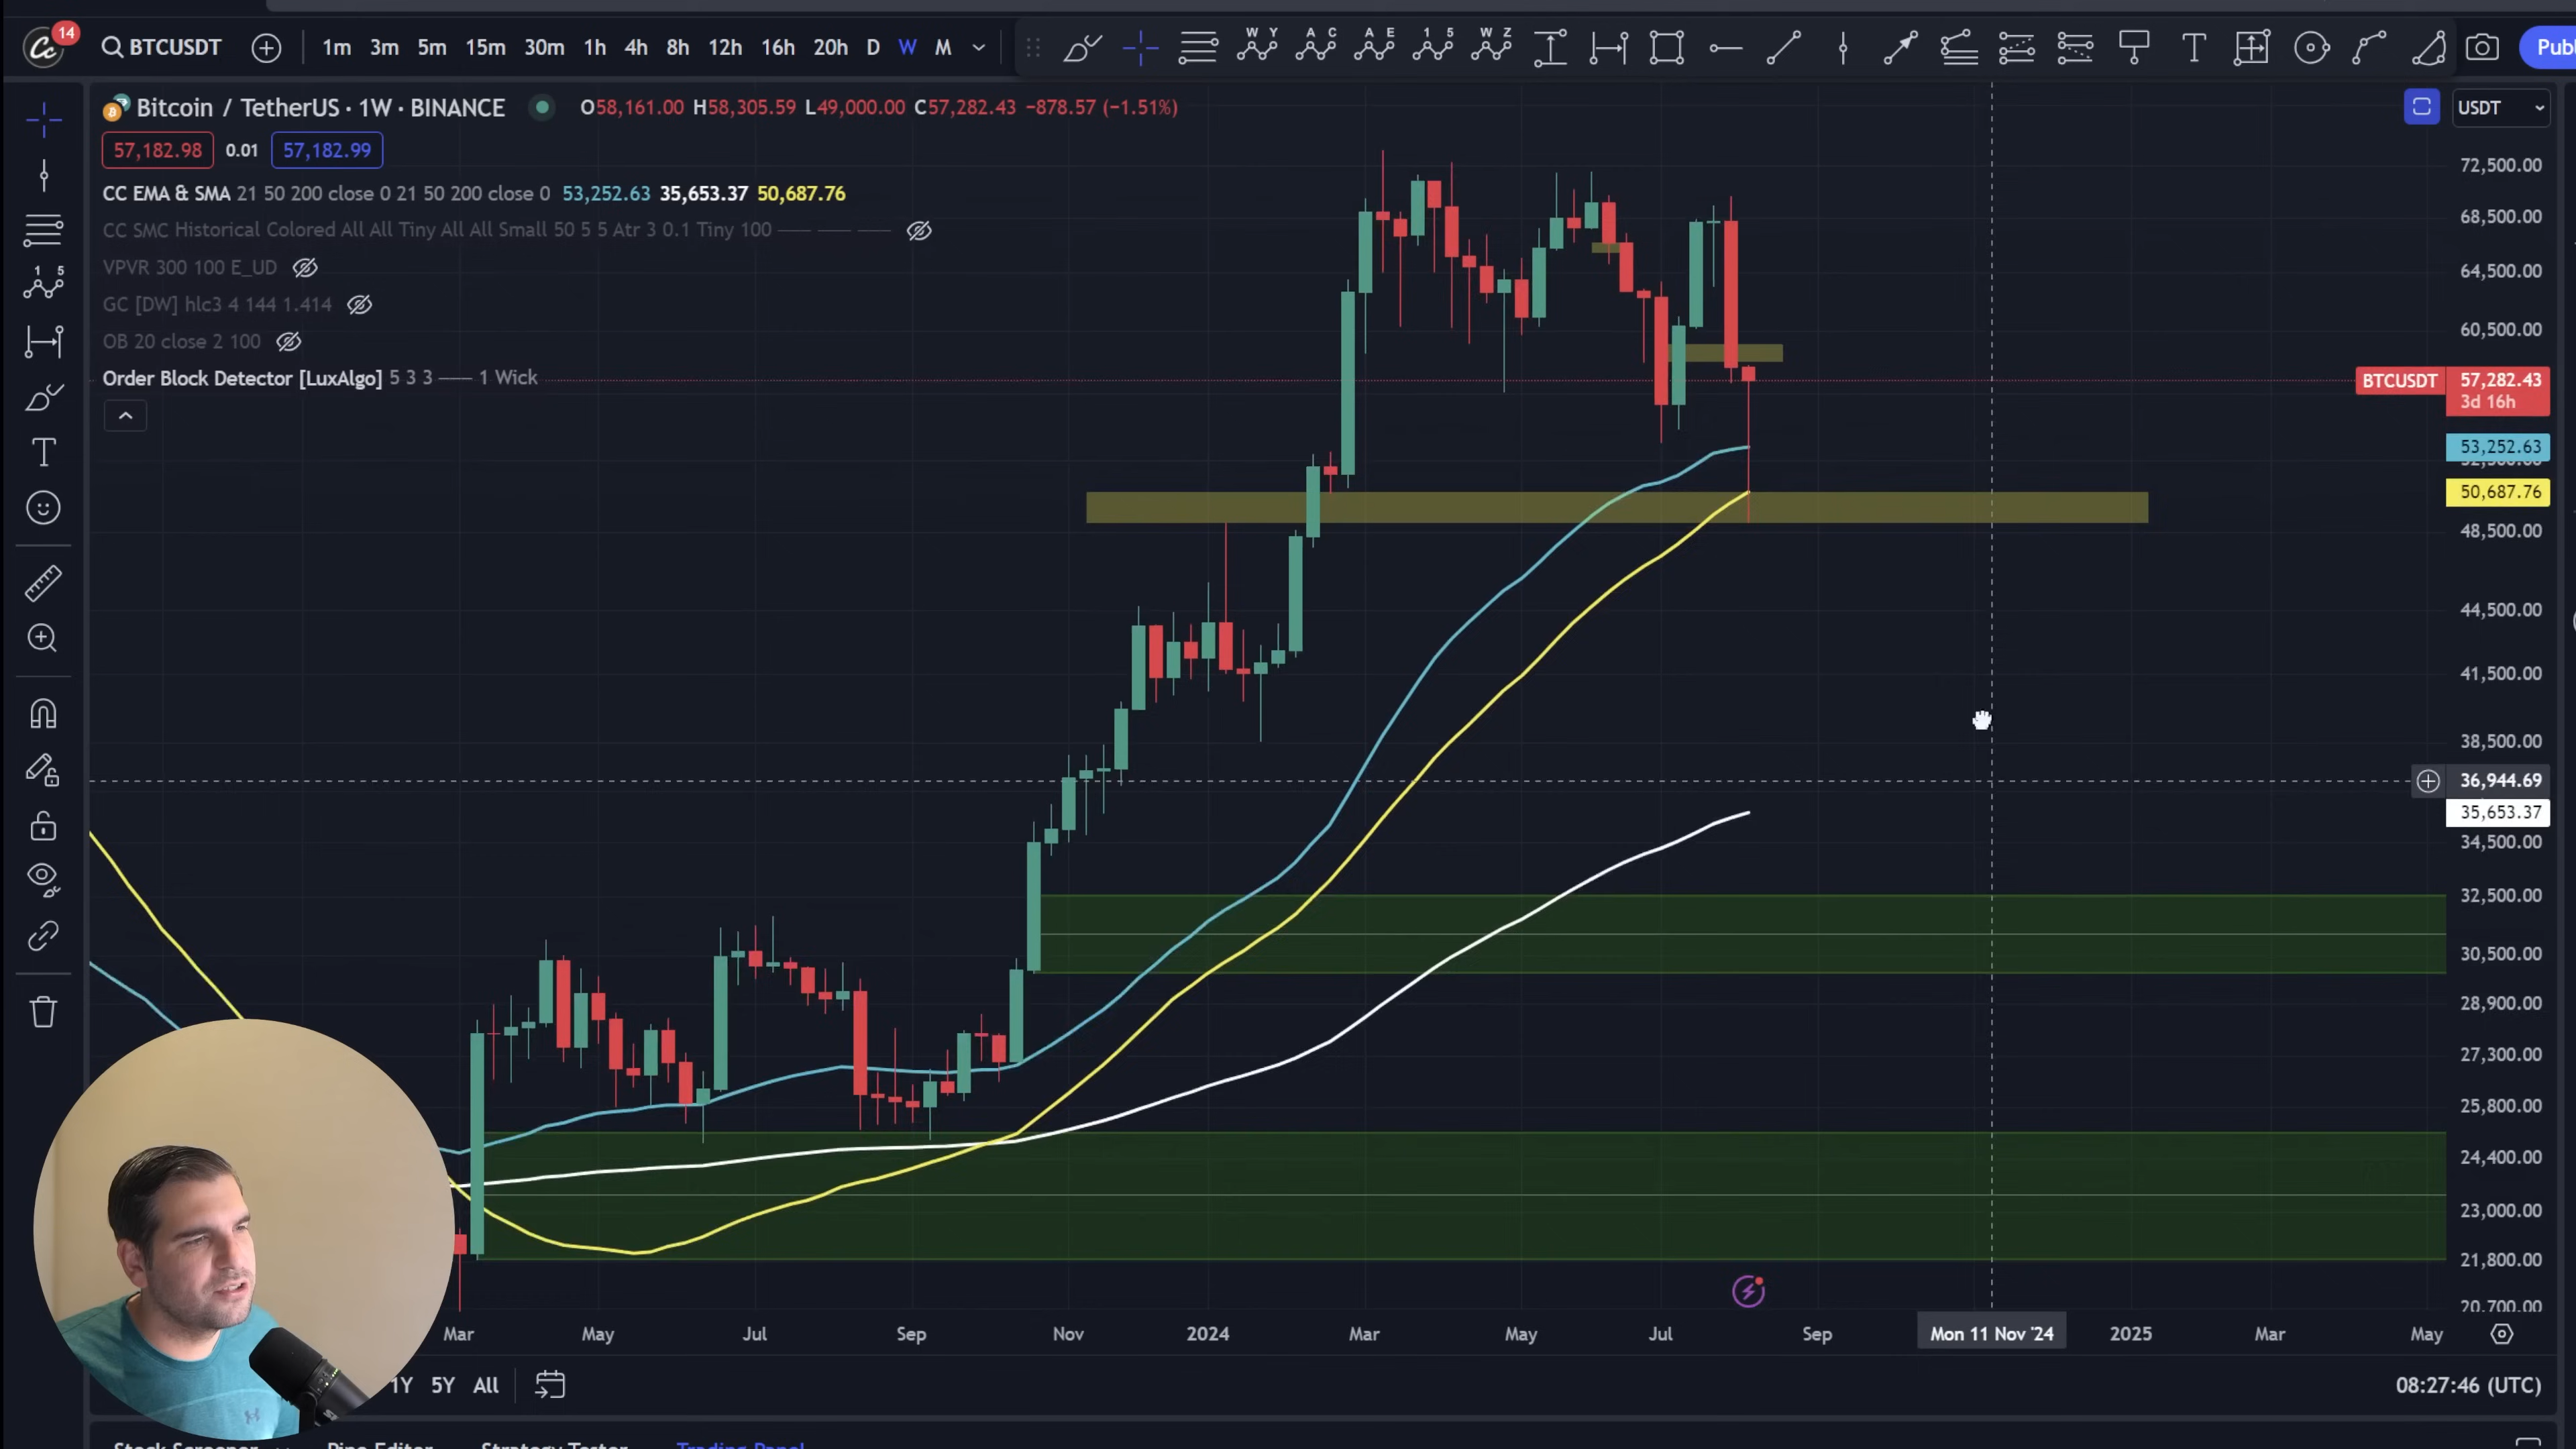 14
BTCUSDT 1m 3m 5m 15m 30m 1h 4h 8h 12h 16h 20h D W M
W Y A C A E 1 5 W Z T Publ
Bitcoin / TetherUS · 1W · BINANCE O58,161.00 H58,305.59 L49,000.00 C57,282.43 −878.57 (−1.51%)
USDT
57,182.98 0.01 57,182.99
CC EMA & SMA 21 50 200 close 0 21 50 200 close 0 53,252.63 35,653.37 50,687.76
CC SMC Historical Colored All All Tiny All All Small 50 5 5 Atr 3 0.1 Tiny 100
VPVR 300 100 E_UD
GC [DW] hlc3 4 144 1.414
OB 20 close 2 100
Order Block Detector [LuxAlgo] 5 3 3 1 Wick
1 5
T
72,500.00
68,500.00
64,500.00
60,500.00
BTCUSDT 57,282.43
3d 16h
53,252.63
50,687.76
48,500.00
44,500.00
41,500.00
38,500.00
36,944.69
35,653.37
34,500.00
32,500.00
30,500.00
28,900.00
27,300.00
25,800.00
24,400.00
23,000.00
21,800.00
20,700.00
Mar May Jul Sep Nov 2024 Mar May Jul Sep Mon 11 Nov '24 2025 Mar May
1Y 5Y All
08:27:46 (UTC)
Stock Screener Pine Editor Strategy Tester Trading Panel